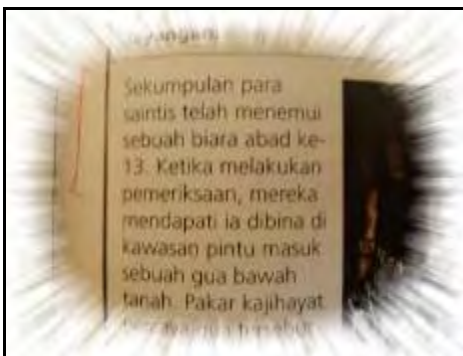 Sekumpulan para
saintis telah menemui
sebuah biara abad ke-
13. Ketika melakukan
pemeriksaan, mereka
mendapati ia dibina di
kawasan pintu masuk
sebuah gua bawah
tanah. Pakar kajihayat